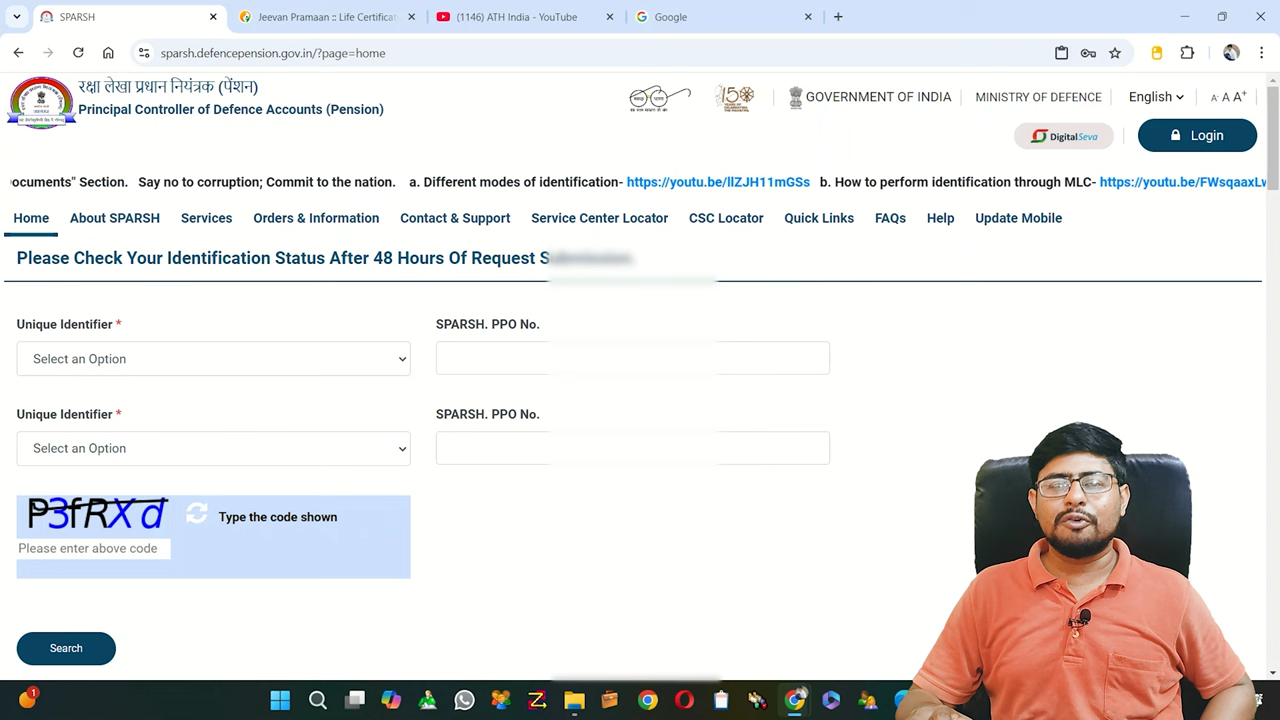 SPARSH
Jeevan Pramaan :: Life Certificat
(1146) ATH India - YouTube
Google
sparsh.defencepension.gov.in/?page=home
रक्षा लेखा प्रधान नियंत्रक (पेंशन)
Principal Controller of Defence Accounts (Pension)
GOVERNMENT OF INDIA
MINISTRY OF DEFENCE
English
A- A A+
DigitalSeva
Login
ocuments" Section. Say no to corruption; Commit to the nation. a. Different modes of identification- https://youtu.be/llZJH11mGSs b. How to perform identification through MLC- https://youtu.be/FWsqaaxLw
Home About SPARSH Services Orders & Information Contact & Support Service Center Locator CSC Locator Quick Links FAQs Help Update Mobile
Please Check Your Identification Status After 48 Hours Of Request Submission.
Unique Identifier * SPARSH. PPO No.
Select an Option
Unique Identifier * SPARSH. PPO No.
Select an Option
P3fRXd
Type the code shown
Please enter above code
Search
1